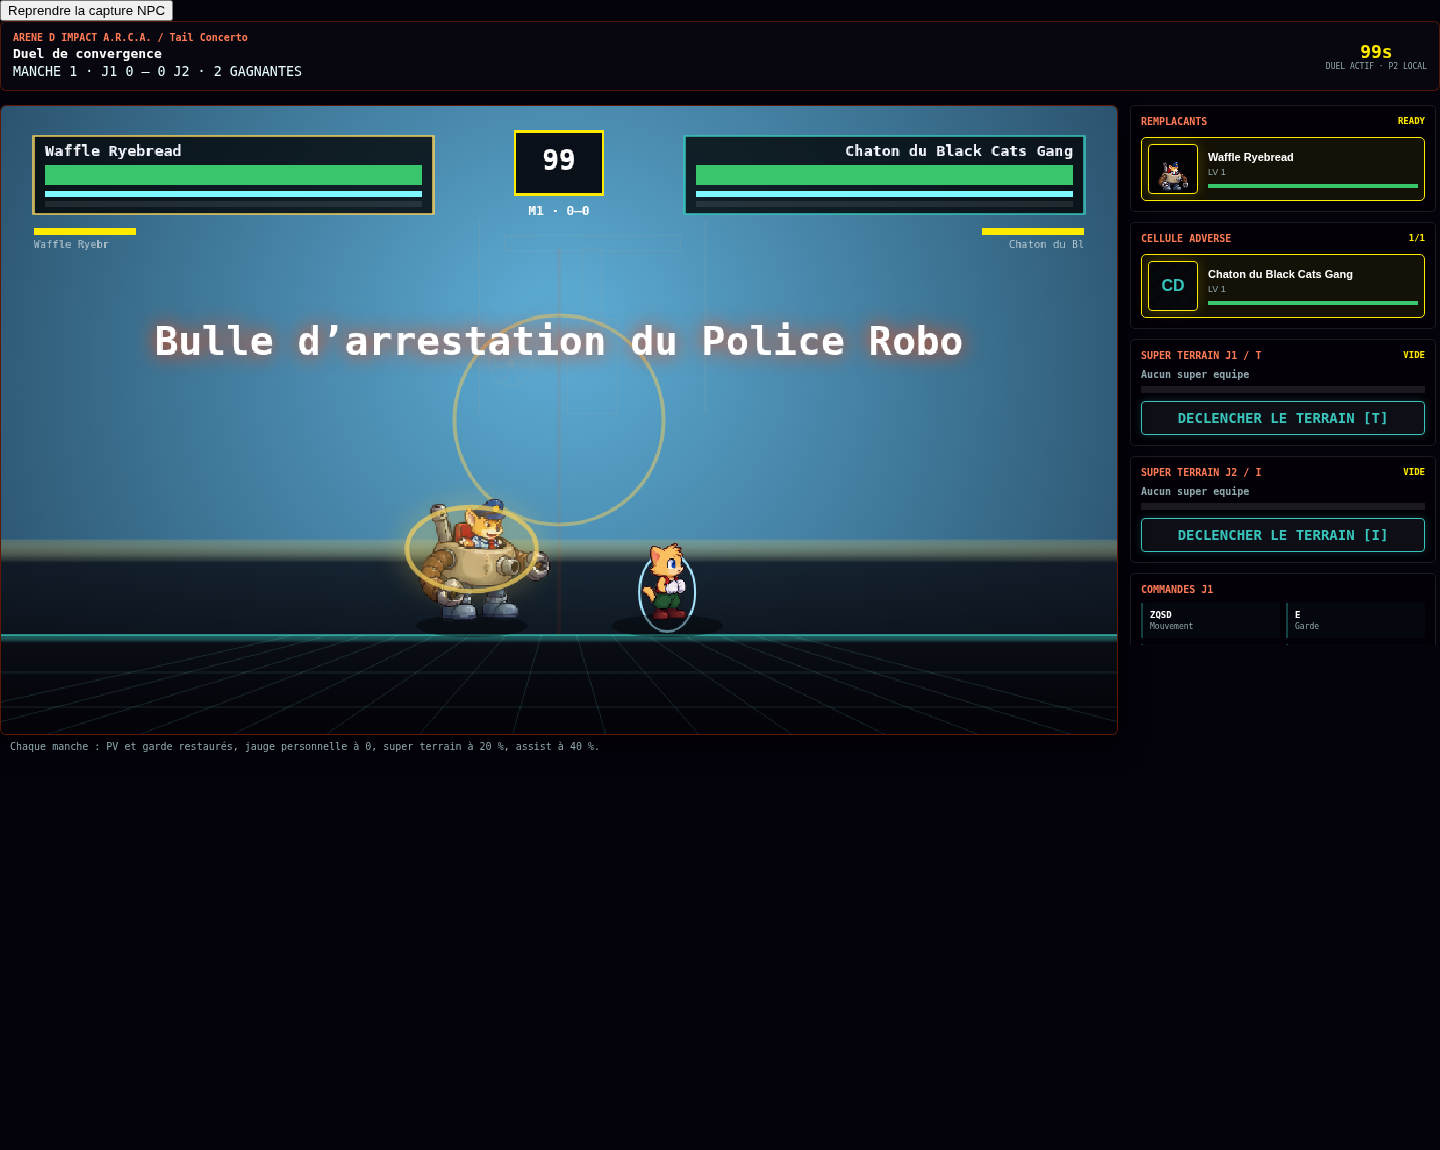 Reprendre la capture NPC
ARENE D IMPACT A.R.C.A. / Tail Concerto
Duel de convergence
MANCHE 1 · J1 0 — 0 J2 · 2 GAGNANTES
99s
DUEL ACTIF · P2 LOCAL
Waffle Ryebread
99
Chaton du Black Cats Gang
M1 · 0—0
Waffle Ryebr
Chaton du Bl
Bulle d’arrestation du Police Robo
REMPLACANTS
READY
Waffle Ryebread
LV 1
CELLULE ADVERSE
1/1
CD
Chaton du Black Cats Gang
LV 1
SUPER TERRAIN J1 / T
VIDE
Aucun super equipe
DECLENCHER LE TERRAIN [T]
SUPER TERRAIN J2 / I
VIDE
Aucun super equipe
DECLENCHER LE TERRAIN [I]
COMMANDES J1
ZQSD
Mouvement
E
Garde
Chaque manche : PV et garde restaurés, jauge personnelle à 0, super terrain à 20 %, assist à 40 %.